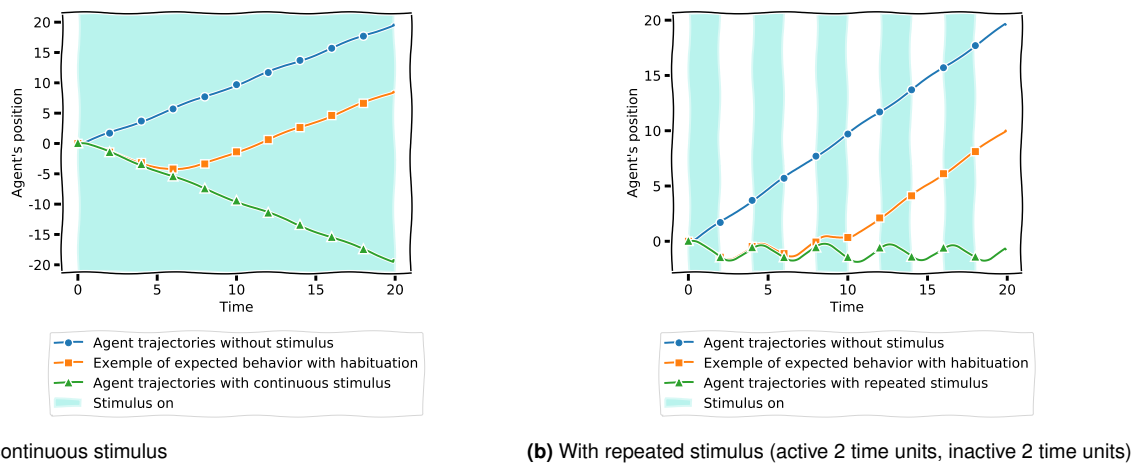 20
15
10
5
0
-5
-10
-15
-20
Agent's position
0 5 10 15 20
Time
Agent trajectories without stimulus
Exemple of expected behavior with habituation
Agent trajectories with continuous stimulus
Stimulus on
ontinuous stimulus
20
15
10
5
0
Agent's position
0 5 10 15 20
Time
Agent trajectories without stimulus
Exemple of expected behavior with habituation
Agent trajectories with repeated stimulus
Stimulus on
(b) With repeated stimulus (active 2 time units, inactive 2 time units)